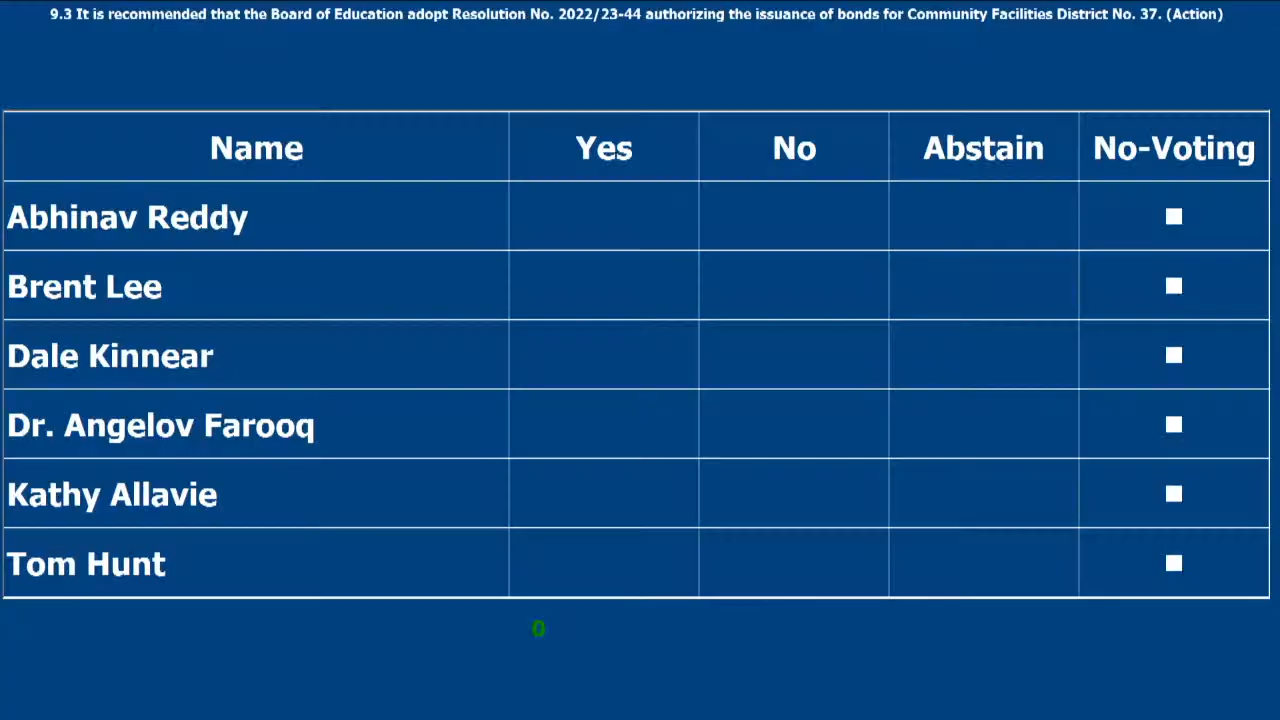 9.3 It is recommended that the Board of Education adopt Resolution No. 2022/23-44 authorizing the issuance of bonds for Community Facilities District No. 37. (Action)
Name Yes No Abstain No-Voting
Abhinav Reddy
Brent Lee
Dale Kinnear
Dr. Angelov Farooq
Kathy Allavie
Tom Hunt
0